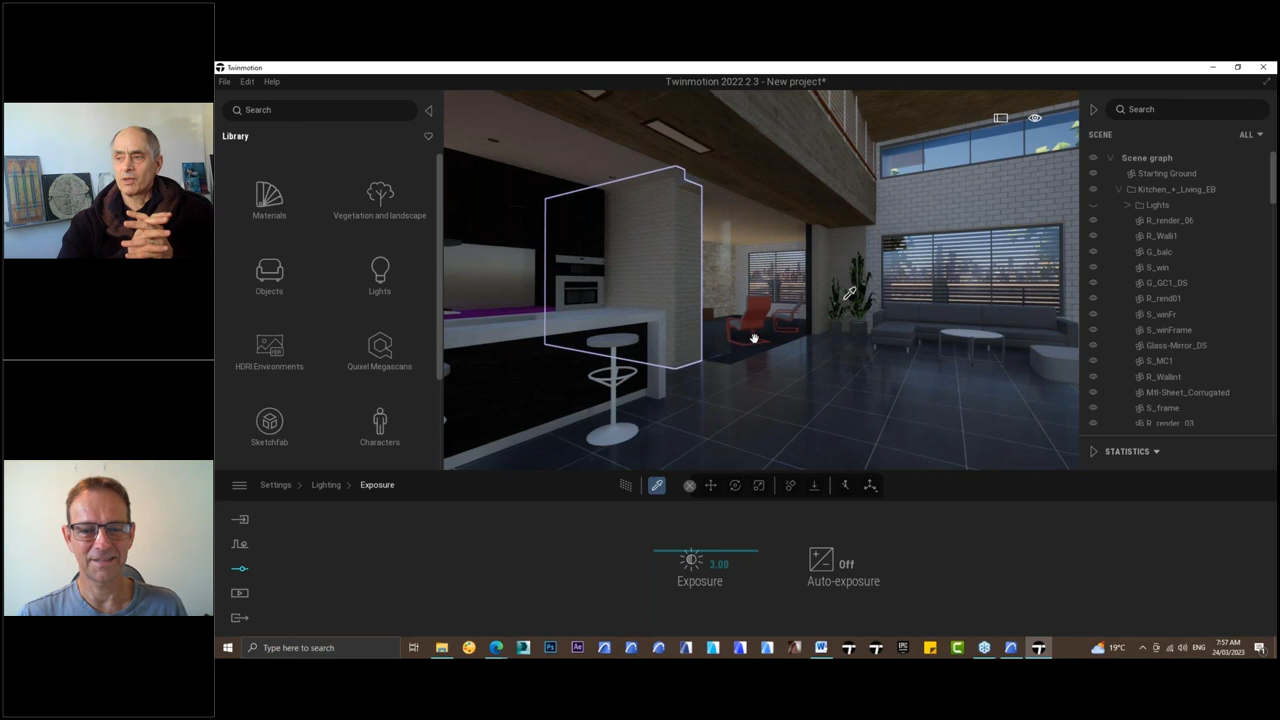 Twinmotion
File Edit Help
Twinmotion 2022.2.3 - New project*
Search
Library
Materials
Vegetation and landscape
Objects
Lights
HDRI Environments
Quixel Megascans
Sketchfab
Characters
Search
SCENE
ALL
Scene graph
Starting Ground
Kitchen_+_Living_EB
Lights
R_render_06
R_Walli1
G_balc
S_win
G_GC1_DS
R_rend01
S_winFr
S_winFrame
Glass-Mirror_DS
S_MC1
R_Wallint
Mtl-Sheet_Corrugated
S_frame
R_render_03
STATISTICS
Settings > Lighting > Exposure
3.00
Exposure
Off
Auto-exposure
Type here to search
19°C
ENG
7:57 AM
24/03/2023